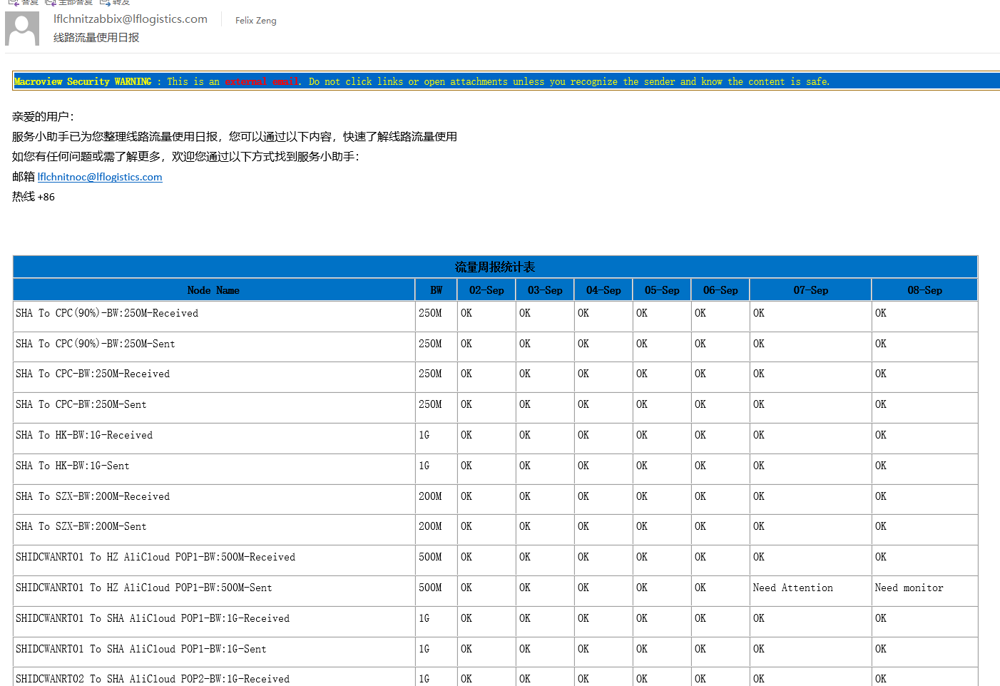 答复 全部答复 转发
lflchnitzabbix@lflogistics.com Felix Zeng
线路流量使用日报
Macroview Security WARNING : This is an external email. Do not click links or open attachments unless you recognize the sender and know the content is safe.
亲爱的用户：
服务小助手已为您整理线路流量使用日报，您可以通过以下内容，快速了解线路流量使用
如您有任何问题或需了解更多，欢迎您通过以下方式找到服务小助手：
邮箱 lflchnitnoc@lflogistics.com
热线 +86
流量周报统计表
Node Name BW 02-Sep 03-Sep 04-Sep 05-Sep 06-Sep 07-Sep 08-Sep
SHA To CPC(90%)-BW:250M-Received 250M OK OK OK OK OK OK OK
SHA To CPC(90%)-BW:250M-Sent 250M OK OK OK OK OK OK OK
SHA To CPC-BW:250M-Received 250M OK OK OK OK OK OK OK
SHA To CPC-BW:250M-Sent 250M OK OK OK OK OK OK OK
SHA To HK-BW:1G-Received 1G OK OK OK OK OK OK OK
SHA To HK-BW:1G-Sent 1G OK OK OK OK OK OK OK
SHA To SZX-BW:200M-Received 200M OK OK OK OK OK OK OK
SHA To SZX-BW:200M-Sent 200M OK OK OK OK OK OK OK
SHIDCWANRT01 To HZ AliCloud POP1-BW:500M-Received 500M OK OK OK OK OK OK OK
SHIDCWANRT01 To HZ AliCloud POP1-BW:500M-Sent 500M OK OK OK OK OK Need Attention Need monitor
SHIDCWANRT01 To SHA AliCloud POP1-BW:1G-Received 1G OK OK OK OK OK OK OK
SHIDCWANRT01 To SHA AliCloud POP1-BW:1G-Sent 1G OK OK OK OK OK OK OK
SHIDCWANRT02 To SHA AliCloud POP2-BW:1G-Received 1G OK OK OK OK OK OK OK